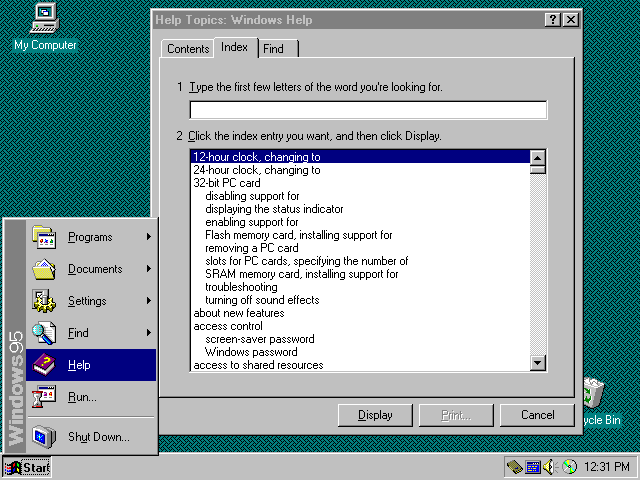 My Computer
Help Topics: Windows Help
Contents
Index
Find
1 Type the first few letters of the word you're looking for.
2 Click the index entry you want, and then click Display.
12-hour clock, changing to
24-hour clock, changing to
32-bit PC card
disabling support for
displaying the status indicator
enabling support for
Flash memory card, installing support for
removing a PC card
slots for PC cards, specifying the number of
SRAM memory card, installing support for
troubleshooting
turning off sound effects
about new features
access control
screen-saver password
Windows password
access to shared resources
Display
Print...
Cancel
Programs
Documents
Settings
Find
Help
Run...
Shut Down...
Windows95
ycle Bin
Start
12:31 PM